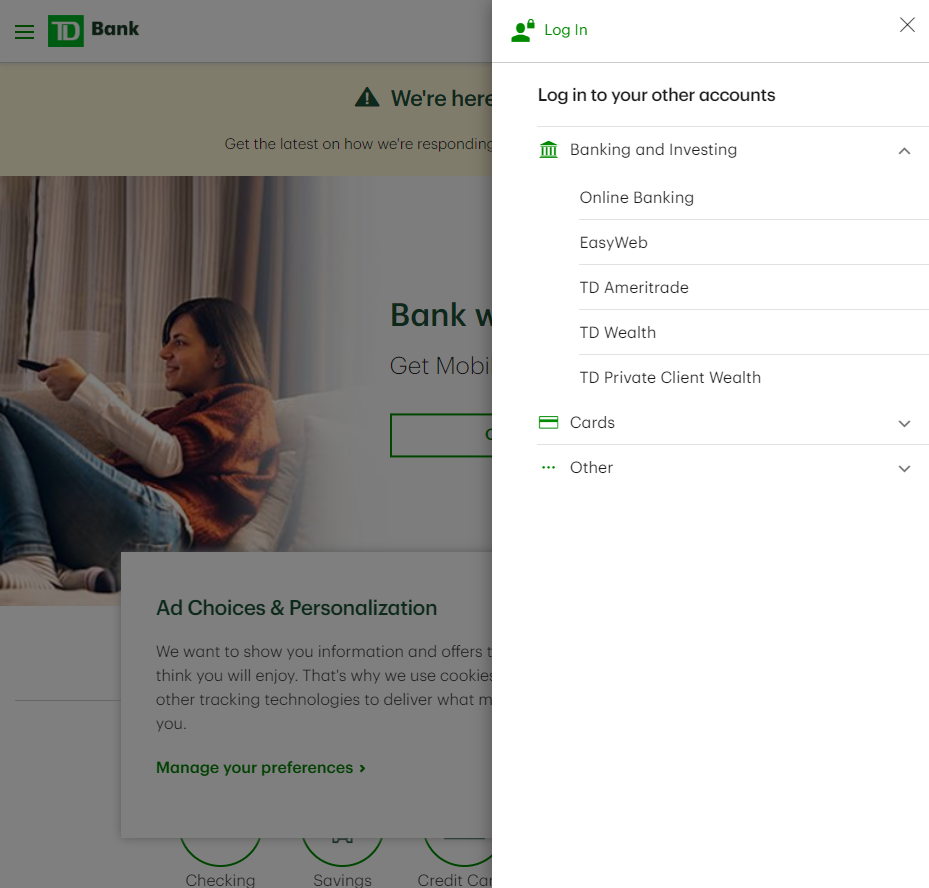 TD Bank
We're here
Get the latest on how we're responding
Bank
Get Mobi
Ad Choices & Personalization
We want to show you information and offers
think you will enjoy. That's why we use cookies
other tracking technologies to deliver what
you.
Manage your preferences ›
Checking
Savings
Credit
Log In
Log in to your other accounts
Banking and Investing
Online Banking
EasyWeb
TD Ameritrade
TD Wealth
TD Private Client Wealth
Cards
Other